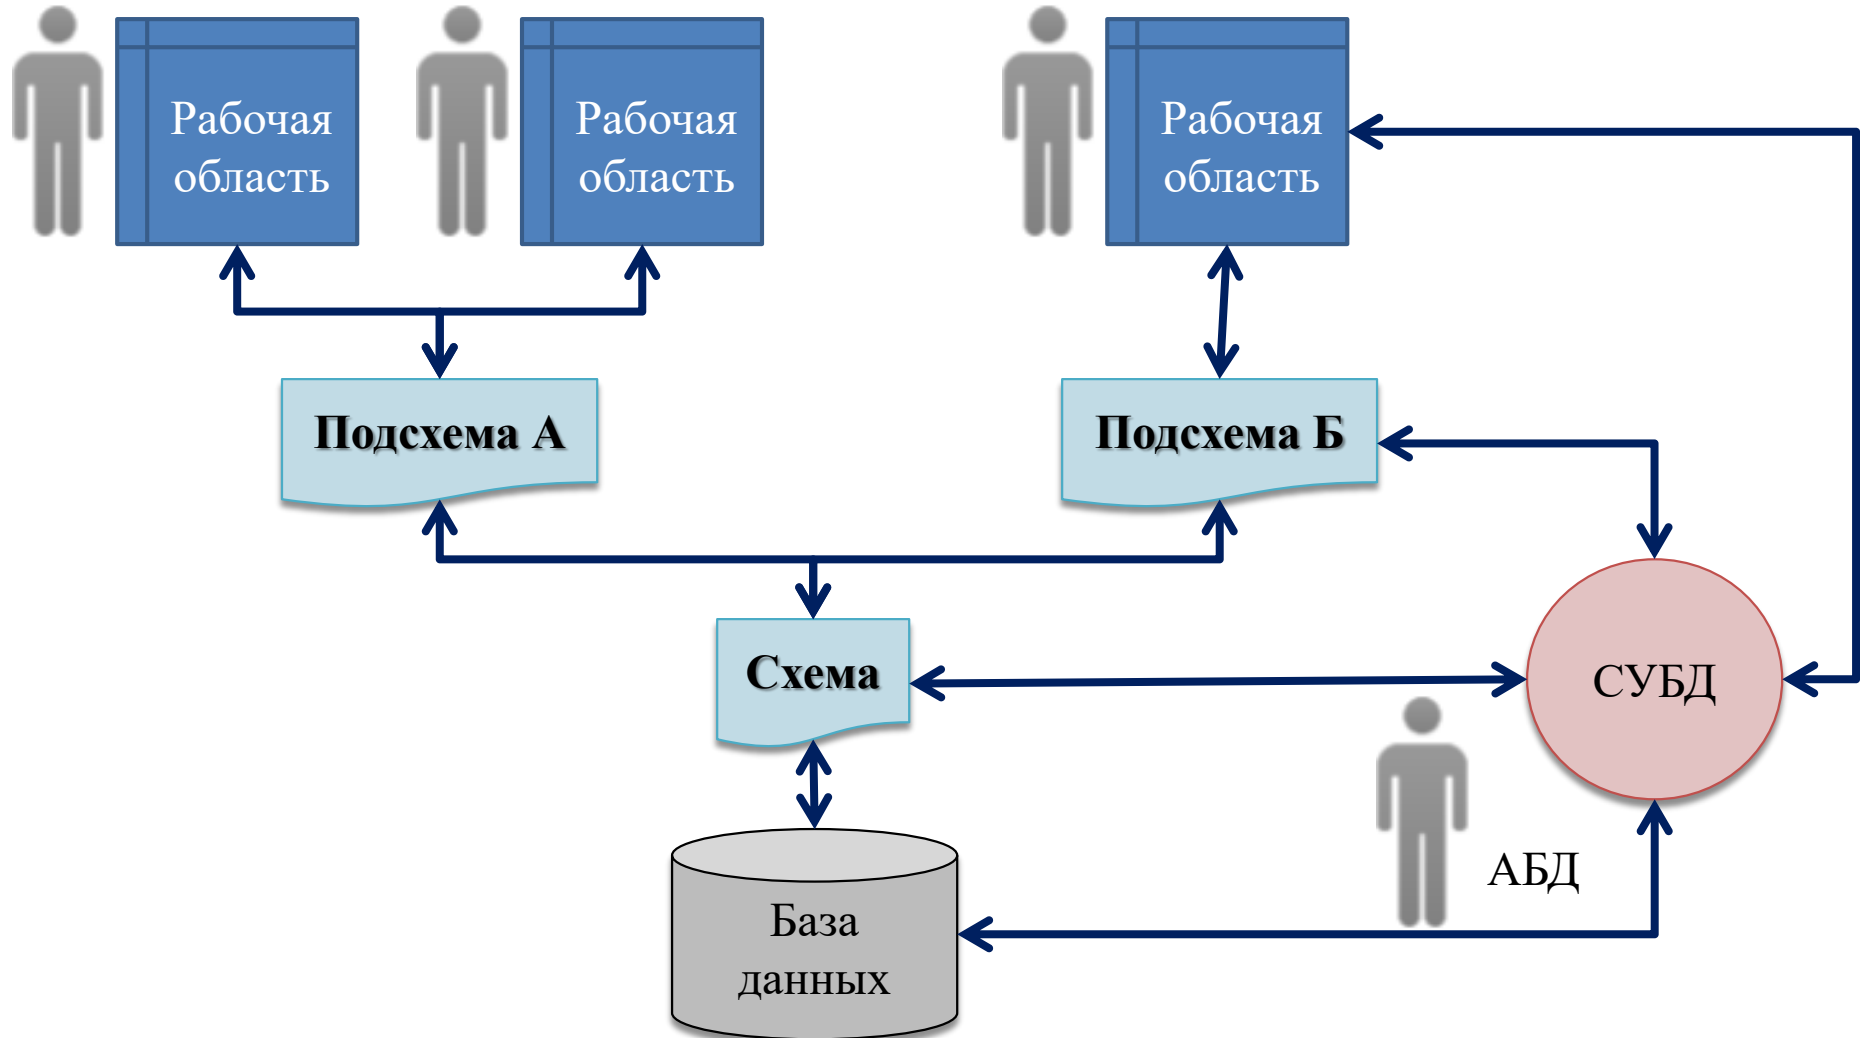 Рабочая
область
Рабочая
область
Рабочая
область
Подсхема А
Подсхема Б
Схема
СУБД
АБД
База
данных